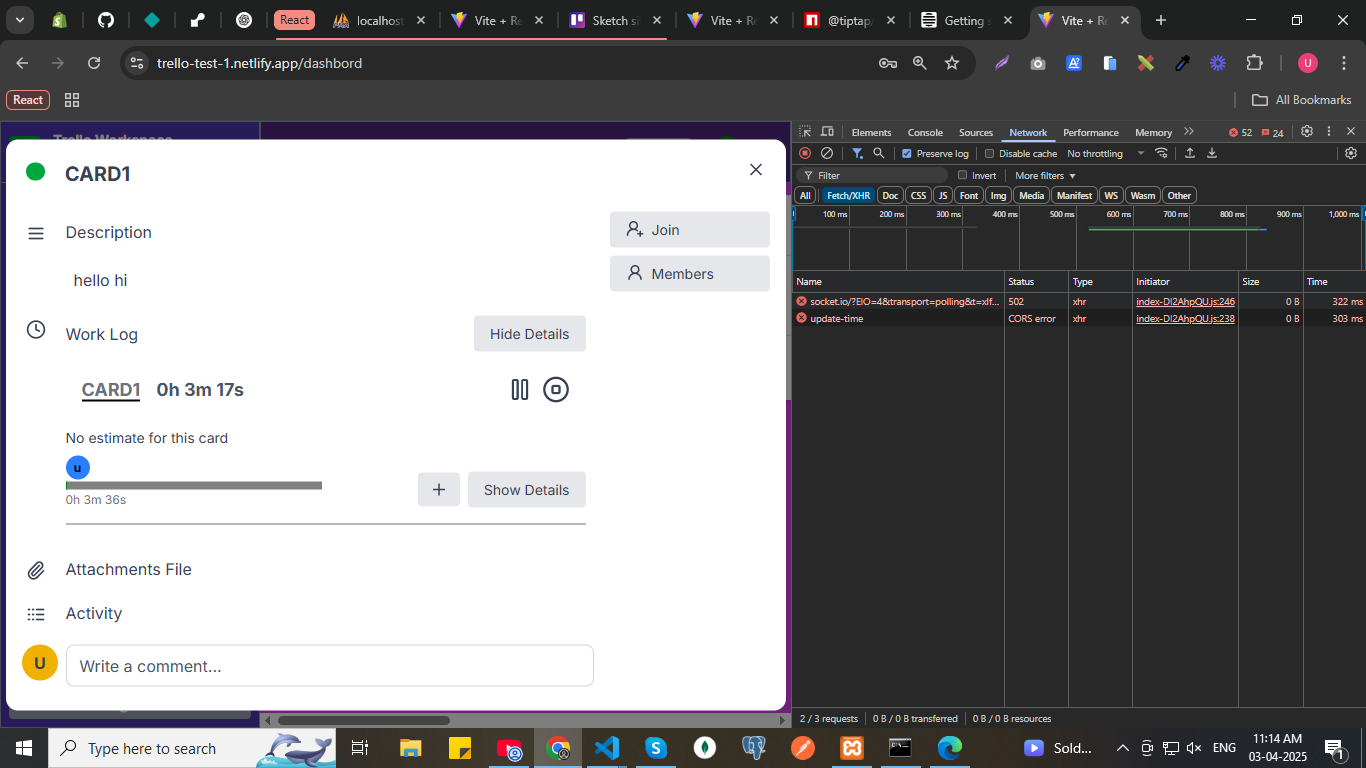 React
localhost
Vite + Re
Sketch si
Vite + Re
@tiptap/
Getting s
Vite + Re
trello-test-1.netlify.app/dashbord
U
React
All Bookmarks
Trello Workspace
CARD1
Description
Join
hello hi
Members
Work Log
Hide Details
CARD1 0h 3m 17s
No estimate for this card
u
0h 3m 36s
Show Details
Attachments File
Activity
U
Write a comment...
Elements Console Sources Network Performance Memory 52 24
Preserve log Disable cache No throttling
Filter Invert More filters
All Fetch/XHR Doc CSS JS Font Img Media Manifest WS Wasm Other
100 ms 200 ms 300 ms 400 ms 500 ms 600 ms 700 ms 800 ms 900 ms 1,000 ms
Name Status Type Initiator Size Time
socket.io/?EIO=4&transport=polling&t=xlf... 502 xhr index-DI2AhpQU.js:246 0 B 322 ms
update-time CORS error xhr index-DI2AhpQU.js:238 0 B 303 ms
2 / 3 requests 0 B / 0 B transferred 0 B / 0 B resources
Type here to search
Sold...
ENG
11:14 AM
03-04-2025
1